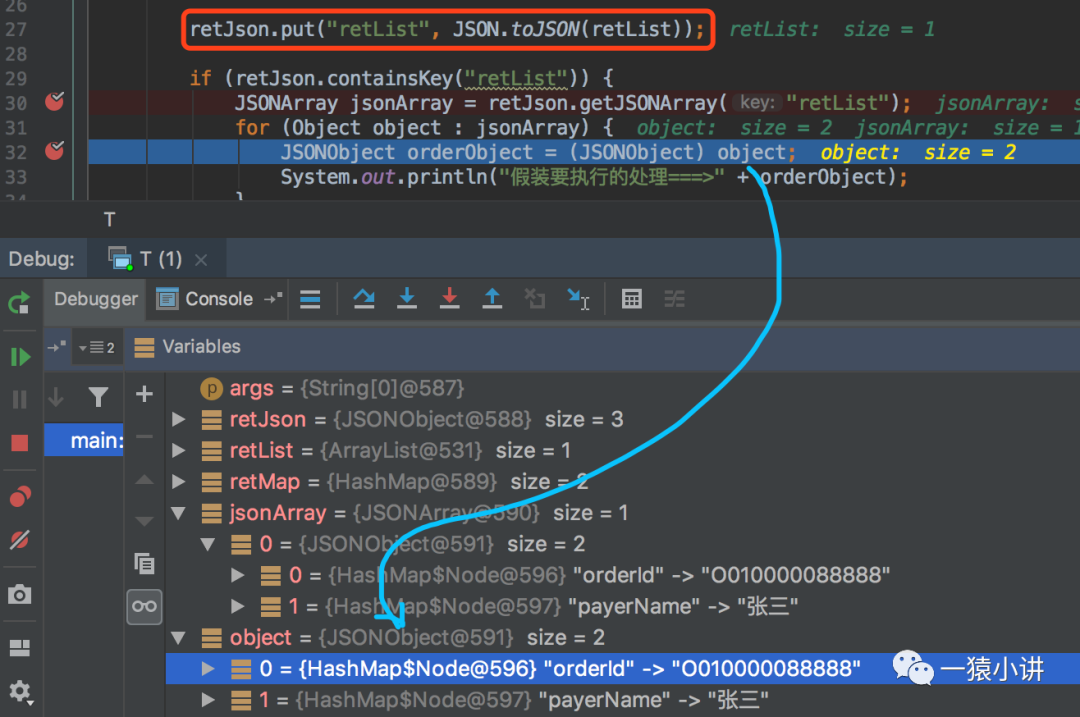 26
27 retJson.put("retList", JSON.toJSON(retList)); retList: size = 1
28
29 if (retJson.containsKey("retList")) {
30 JSONArray jsonArray = retJson.getJSONArray( key: "retList"); jsonArray: s
31 for (Object object : jsonArray) { object: size = 2 jsonArray: size = 1
32 JSONObject orderObject = (JSONObject) object; object: size = 2
33 System.out.println("假装要执行的处理===>" + orderObject);
34 }
T
Debug: T (1) ×
Debugger Console
2 Variables
p args = {String[0]@587}
retJson = {JSONObject@588} size = 3
main: retList = {ArrayList@531} size = 1
retMap = {HashMap@589} size = 2
jsonArray = {JSONArray@590} size = 1
0 = {JSONObject@591} size = 2
0 = {HashMap$Node@596} "orderId" -> "O010000088888"
1 = {HashMap$Node@597} "payerName" -> "张三"
object = {JSONObject@591} size = 2
0 = {HashMap$Node@596} "orderId" -> "O010000088888"
1 = {HashMap$Node@597} "payerName" -> "张三"
一猿小讲